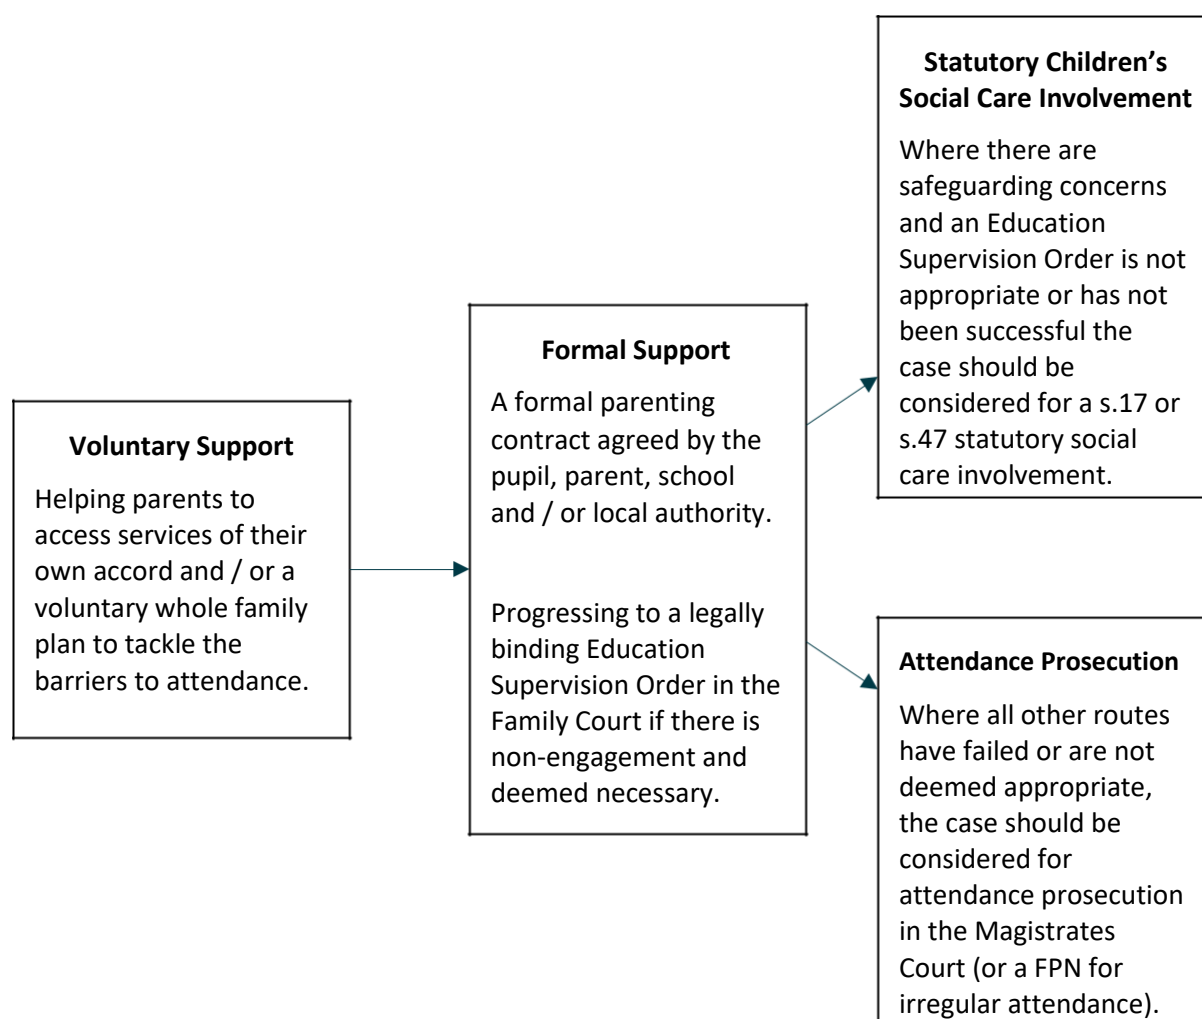 Voluntary Support
Helping parents to
access services of their
own accord and / or a
voluntary whole family
plan to tackle the
barriers to attendance.
Formal Support
A formal parenting
contract agreed by the
pupil, parent, school
and / or local authority.
Progressing to a legally
binding Education
Supervision Order in the
Family Court if there is
non-engagement and
deemed necessary.
Statutory Children’s
Social Care Involvement
Where there are
safeguarding concerns
and an Education
Supervision Order is not
appropriate or has not
been successful the
case should be
considered for a s.17 or
s.47 statutory social
care involvement.
Attendance Prosecution
Where all other routes
have failed or are not
deemed appropriate,
the case should be
considered for
attendance prosecution
in the Magistrates
Court (or a FPN for
irregular attendance).